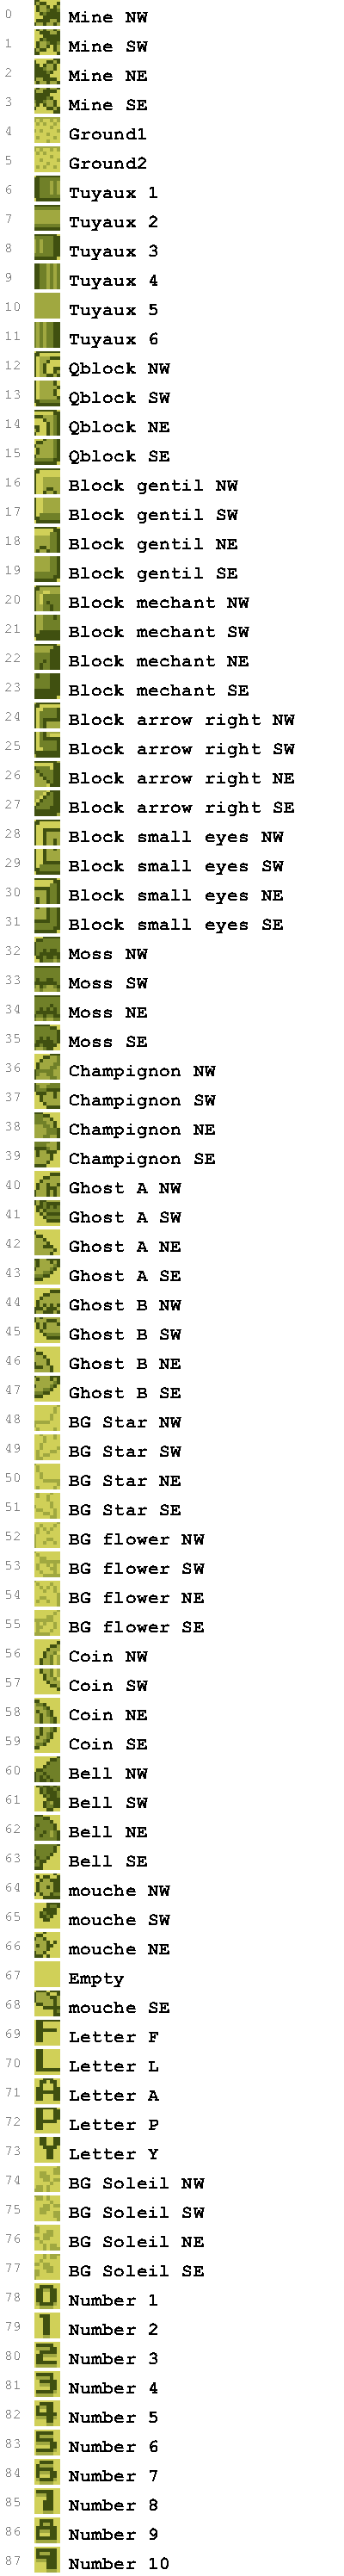 0 Mine NW
1 Mine SW
2 Mine NE
3 Mine SE
4 Ground1
5 Ground2
6 Tuyaux 1
7 Tuyaux 2
8 Tuyaux 3
9 Tuyaux 4
10 Tuyaux 5
11 Tuyaux 6
12 Qblock NW
13 Qblock SW
14 Qblock NE
15 Qblock SE
16 Block gentil NW
17 Block gentil SW
18 Block gentil NE
19 Block gentil SE
20 Block mechant NW
21 Block mechant SW
22 Block mechant NE
23 Block mechant SE
24 Block arrow right NW
25 Block arrow right SW
26 Block arrow right NE
27 Block arrow right SE
28 Block small eyes NW
29 Block small eyes SW
30 Block small eyes NE
31 Block small eyes SE
32 Moss NW
33 Moss SW
34 Moss NE
35 Moss SE
36 Champignon NW
37 Champignon SW
38 Champignon NE
39 Champignon SE
40 Ghost A NW
41 Ghost A SW
42 Ghost A NE
43 Ghost A SE
44 Ghost B NW
45 Ghost B SW
46 Ghost B NE
47 Ghost B SE
48 BG Star NW
49 BG Star SW
50 BG Star NE
51 BG Star SE
52 BG flower NW
53 BG flower SW
54 BG flower NE
55 BG flower SE
56 Coin NW
57 Coin SW
58 Coin NE
59 Coin SE
60 Bell NW
61 Bell SW
62 Bell NE
63 Bell SE
64 mouche NW
65 mouche SW
66 mouche NE
67 Empty
68 mouche SE
69 F Letter F
70 L Letter L
71 A Letter A
72 P Letter P
73 Y Letter Y
74 BG Soleil NW
75 BG Soleil SW
76 BG Soleil NE
77 BG Soleil SE
78 0 Number 1
79 1 Number 2
80 2 Number 3
81 3 Number 4
82 4 Number 5
83 5 Number 6
84 6 Number 7
85 7 Number 8
86 8 Number 9
87 9 Number 10